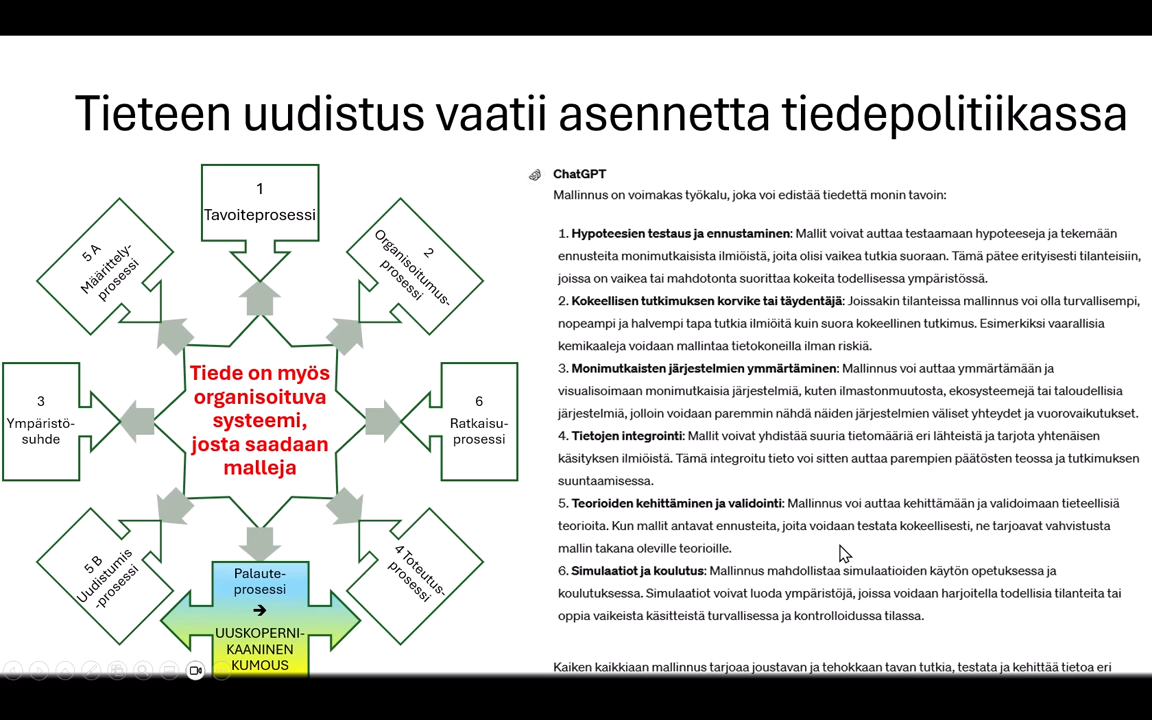 Tieteen uudistus vaatii asennetta tiedepolitiikassa
1
Tavoiteprosessi
2
Organisoitumus-
prosessi
5 A
Määrittely-
prosessi
3
Ympäristö-
suhde
6
Ratkaisu-
prosessi
Tiede on myös
organisoituva
systeemi,
josta saadaan
malleja
5 B
Uudistumis
-prosessi
4 Toteutus-
prosessi
Palaute-
prosessi
➔
UUSKOPERNI-
KAANINEN
KUMOUS
ChatGPT
Mallinnus on voimakas työkalu, joka voi edistää tiedettä monin tavoin:
1. Hypoteesien testaus ja ennustaminen: Mallit voivat auttaa testaamaan hypoteeseja ja tekemään
ennusteita monimutkaisista ilmiöistä, joita olisi vaikea tutkia suoraan. Tämä pätee erityisesti tilanteisiin,
joissa on vaikea tai mahdotonta suorittaa kokeita todellisessa ympäristössä.
2. Kokeellisen tutkimuksen korvike tai täydentäjä: Joissakin tilanteissa mallinnus voi olla turvallisempi,
nopeampi ja halvempi tapa tutkia ilmiöitä kuin suora kokeellinen tutkimus. Esimerkiksi vaarallisia
kemikaaleja voidaan mallintaa tietokoneilla ilman riskiä.
3. Monimutkaisten järjestelmien ymmärtäminen: Mallinnus voi auttaa ymmärtämään ja
visualisoimaan monimutkaisia järjestelmiä, kuten ilmastonmuutosta, ekosysteemejä tai taloudellisia
järjestelmiä, jolloin voidaan paremmin nähdä näiden järjestelmien väliset yhteydet ja vuorovaikutukset.
4. Tietojen integrointi: Mallit voivat yhdistää suuria tietomääriä eri lähteistä ja tarjota yhtenäisen
käsityksen ilmiöistä. Tämä integroitu tieto voi sitten auttaa parempien päätösten teossa ja tutkimuksen
suuntaamisessa.
5. Teorioiden kehittäminen ja validointi: Mallinnus voi auttaa kehittämään ja validoimaan tieteellisiä
teorioita. Kun mallit antavat ennusteita, joita voidaan testata kokeellisesti, ne tarjoavat vahvistusta
mallin takana oleville teorioille.
6. Simulaatiot ja koulutus: Mallinnus mahdollistaa simulaatioiden käytön opetuksessa ja
koulutuksessa. Simulaatiot voivat luoda ympäristöjä, joissa voidaan harjoitella todellisia tilanteita tai
oppia vaikeista käsitteistä turvallisessa ja kontrolloidussa tilassa.
Kaiken kaikkiaan mallinnus tarjoaa joustavan ja tehokkaan tavan tutkia, testata ja kehittää tietoa eri